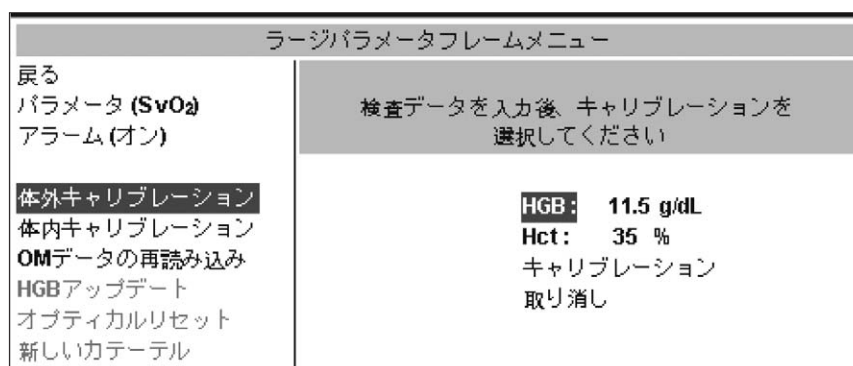 ラージパラメータフレームメニュー
戻る
パラメータ (SvO2)
アラーム (オン)
体外キャリブレーション
体内キャリブレーション
OMデータの再読み込み
HGBアップデート
オプティカルリセット
新しいカテーテル
検査データを入力後、キャリブレーションを
選択してください
HGB: 11.5 g/dL
Hct: 35 %
キャリブレーション
取り消し